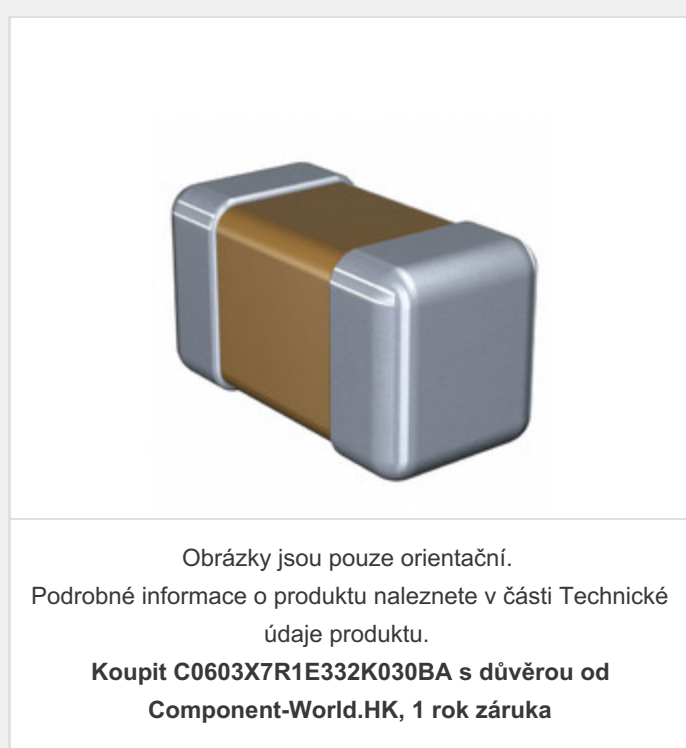 Obrázky jsou pouze orientační.
Podrobné informace o produktu naleznete v části Technické
údaje produktu.
Koupit C0603X7R1E332K030BA s důvěrou od
Component-World.HK, 1 rok záruka